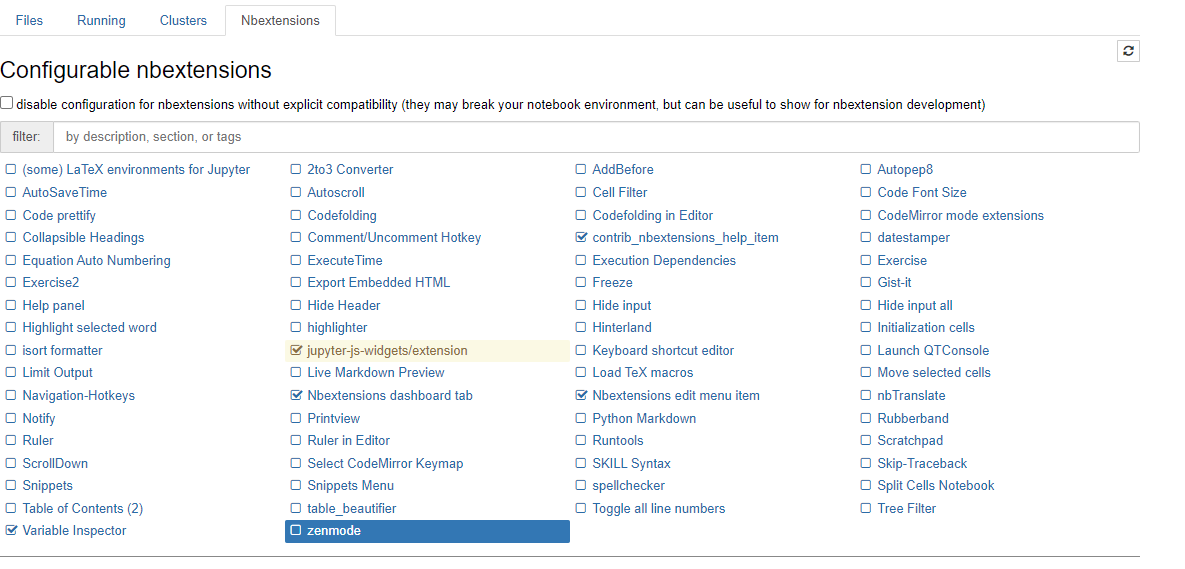 Files Running Clusters Nbextensions
Configurable nbextensions
disable configuration for nbextensions without explicit compatibility (they may break your notebook environment, but can be useful to show for nbextension development)
filter: by description, section, or tags
(some) LaTeX environments for Jupyter 2to3 Converter AddBefore Autopep8
AutoSaveTime Autoscroll Cell Filter Code Font Size
Code prettify Codefolding Codefolding in Editor CodeMirror mode extensions
Collapsible Headings Comment/Uncomment Hotkey contrib_nbextensions_help_item datestamper
Equation Auto Numbering ExecuteTime Execution Dependencies Exercise
Exercise2 Export Embedded HTML Freeze Gist-it
Help panel Hide Header Hide input Hide input all
Highlight selected word highlighter Hinterland Initialization cells
isort formatter jupyter-js-widgets/extension Keyboard shortcut editor Launch QTConsole
Limit Output Live Markdown Preview Load TeX macros Move selected cells
Navigation-Hotkeys Nbextensions dashboard tab Nbextensions edit menu item nbTranslate
Notify Printview Python Markdown Rubberband
Ruler Ruler in Editor Runtools Scratchpad
ScrollDown Select CodeMirror Keymap SKILL Syntax Skip-Traceback
Snippets Snippets Menu spellchecker Split Cells Notebook
Table of Contents (2) table_beautifier Toggle all line numbers Tree Filter
Variable Inspector zenmode